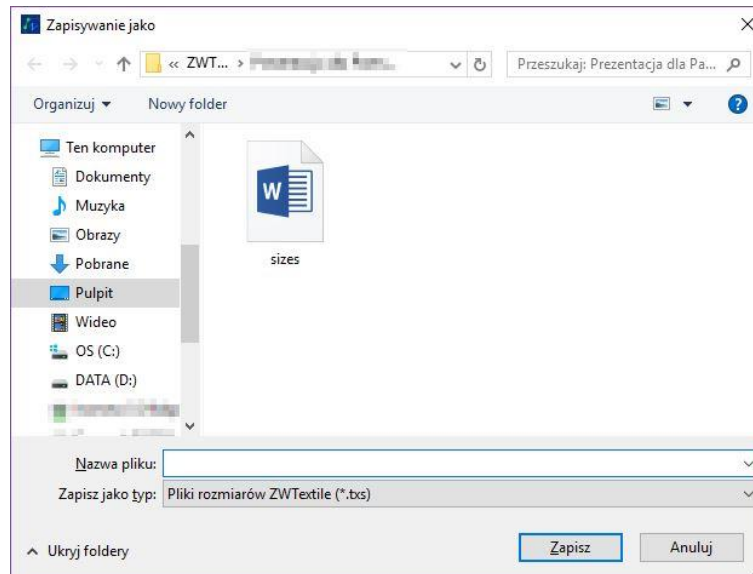 Zapisywanie jako
« ZWT... ›
Przeszukaj: Prezentacja dla Pa...
Organizuj
Nowy folder
Ten komputer
Dokumenty
Muzyka
Obrazy
Pobrane
Pulpit
Wideo
OS (C:)
DATA (D:)
W
sizes
Nazwa pliku:
Zapisz jako typ: Pliki rozmiarów ZWTextile (*.txs)
Ukryj foldery
Zapisz
Anuluj